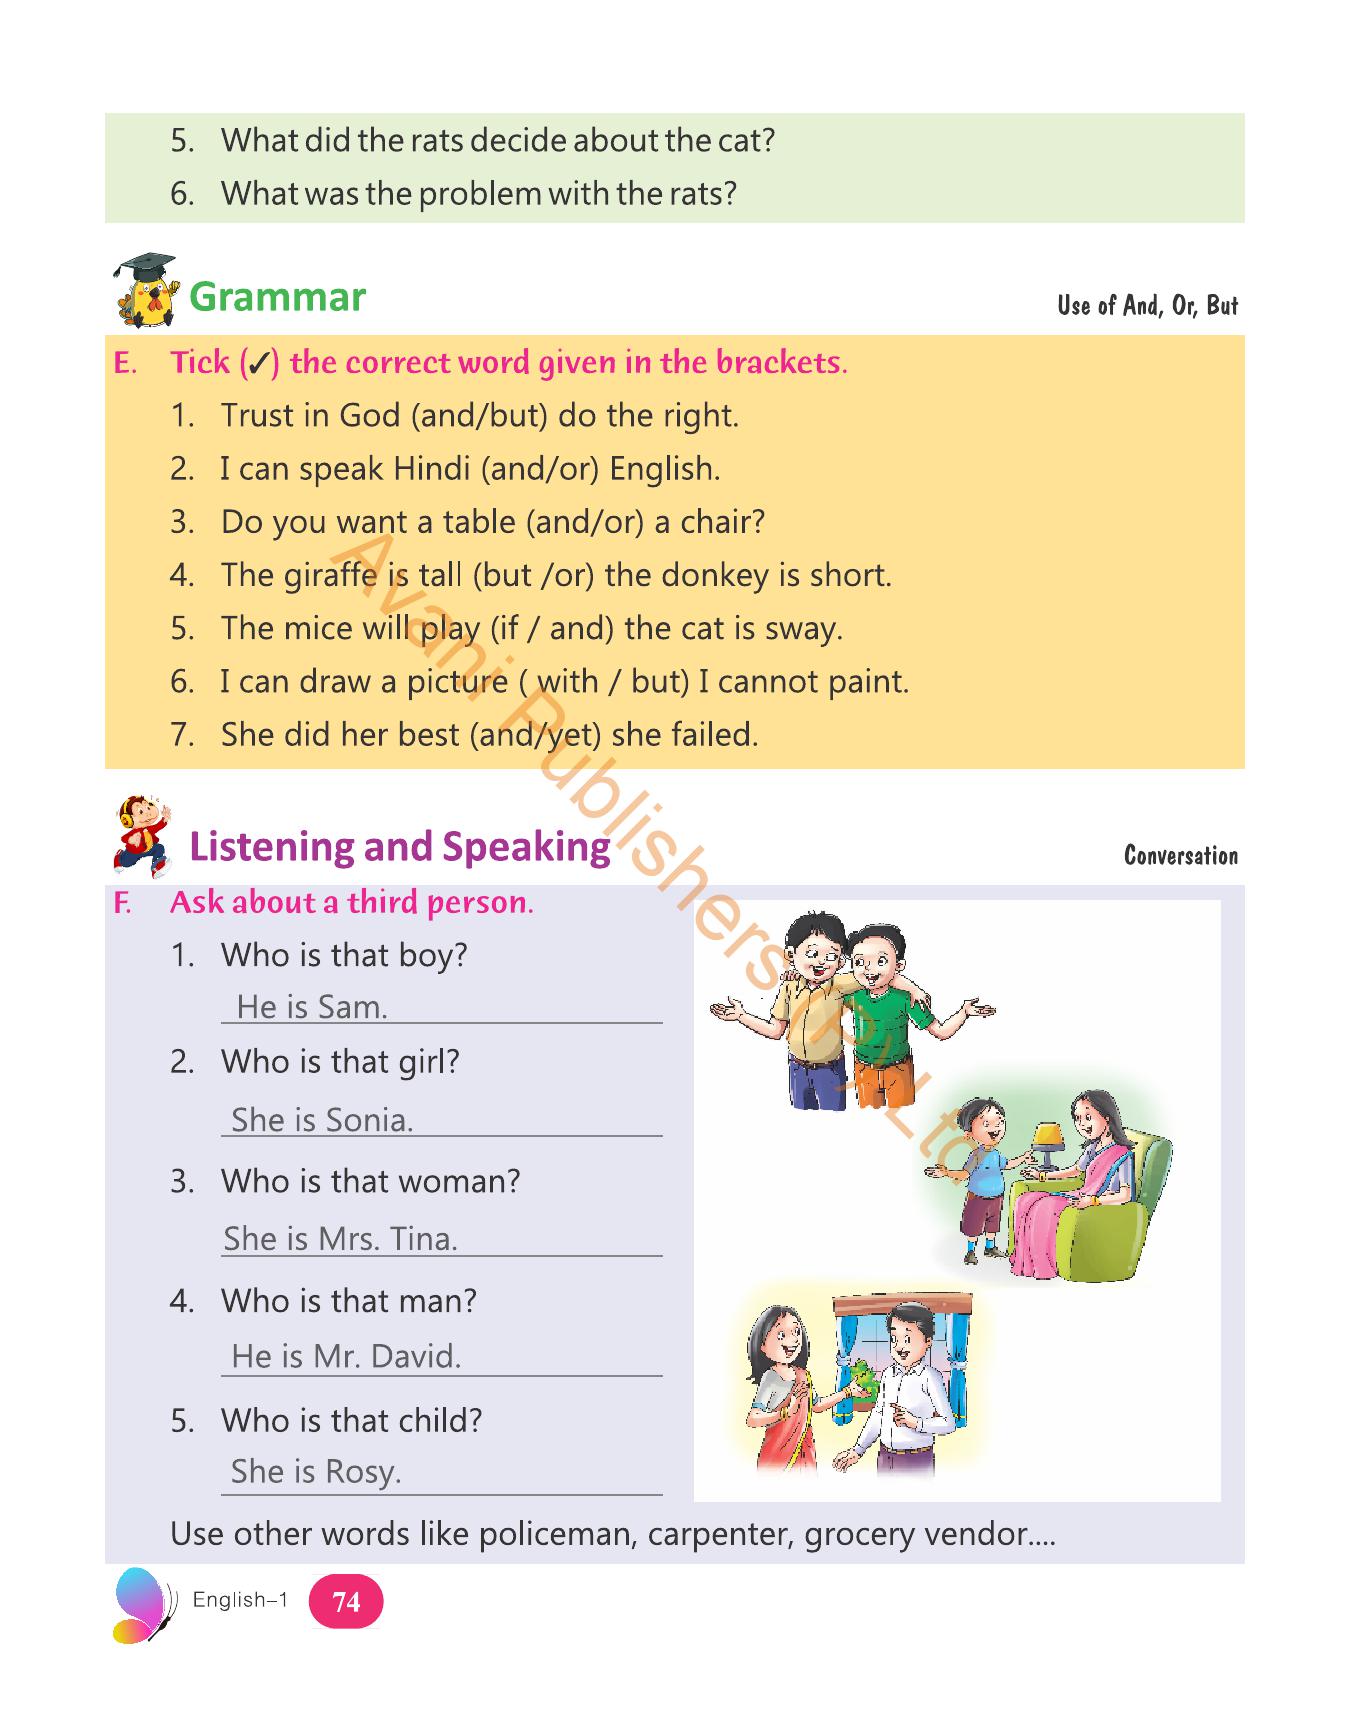 5. What did the rats decide about the cat?
6. What was the problem with the rats?
Grammar
Use of And, Or, But
E. Tick (✓) the correct word given in the brackets.
1. Trust in God (and/but) do the right.
2. I can speak Hindi (and/or) English.
3. Do you want a table (and/or) a chair?
4. The giraffe is tall (but /or) the donkey is short.
5. The mice will play (if / and) the cat is sway.
6. I can draw a picture ( with / but) I cannot paint.
7. She did her best (and/yet) she failed.
Avani Publishers (P) Ltd
Listening and Speaking
Conversation
F. Ask about a third person.
1. Who is that boy?
He is Sam.
2. Who is that girl?
She is Sonia.
3. Who is that woman?
She is Mrs. Tina.
4. Who is that man?
He is Mr. David.
5. Who is that child?
She is Rosy.
Use other words like policeman, carpenter, grocery vendor....
English–1 74